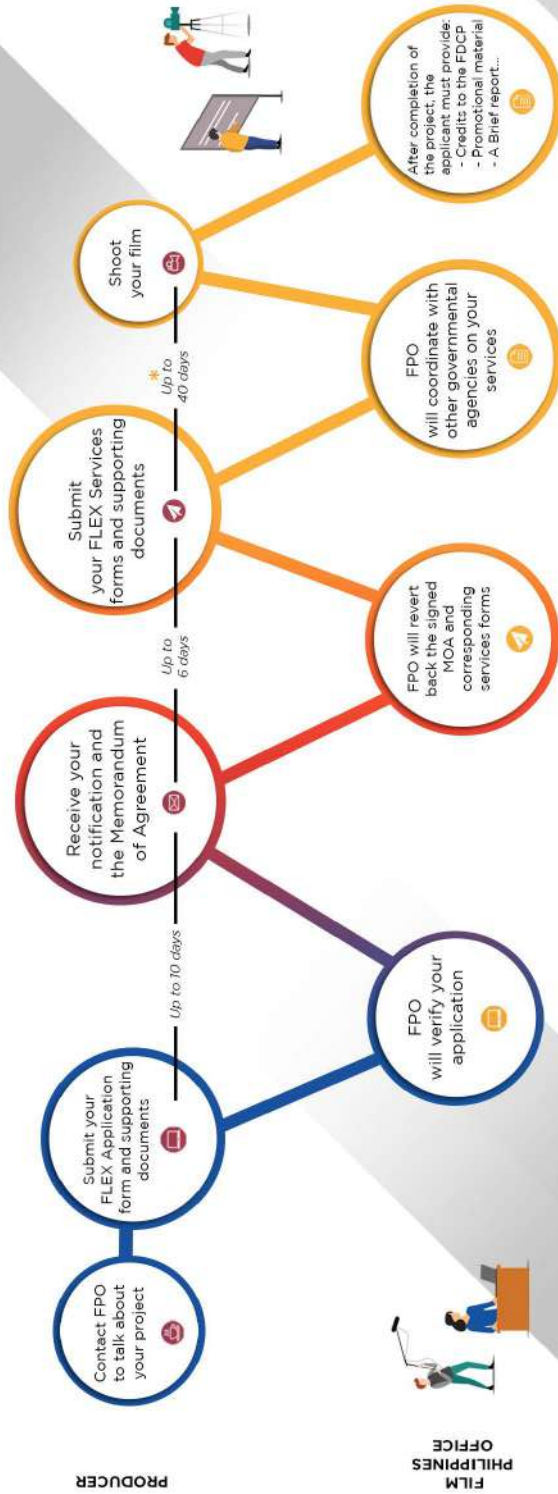 PRODUCER
Contact FPO
to talk about
your project
Submit your
FLEX Application
form and supporting
documents
Up to 10 days
Receive your
notification and
the Memorandum
of Agreement
Up to
6 days
Submit
your FLEX Services
forms and supporting
documents
*
Up to
40 days
Shoot
your film
FILM
PHILIPPINES
OFFICE
FPO
will verify your
application
FPO will revert
back the signed
MOA and
corresponding
services forms
FPO
will coordinate with
other governmental
agencies on your
services
After completion of
the project, the
applicant must provide:
- Credits to the FDCP
- Promotional material
- A Brief report...